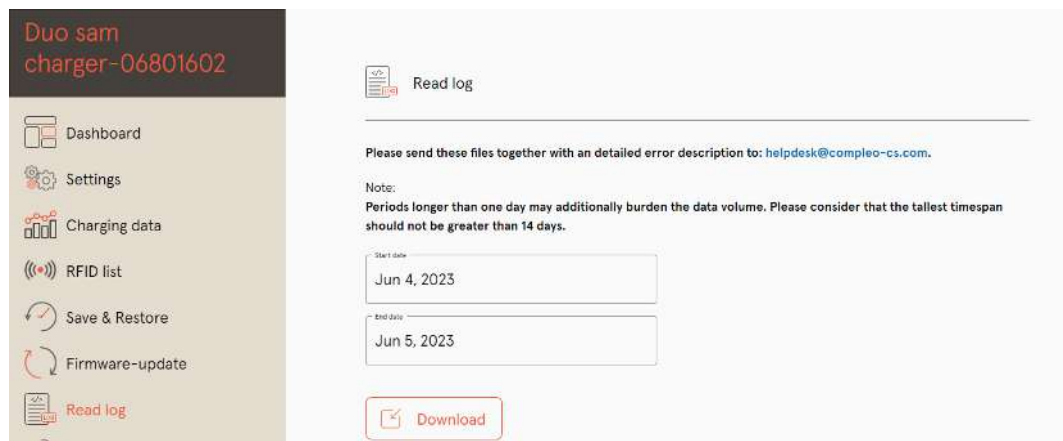 Duo sam
charger-06801602
Dashboard
Settings
Charging data
RFID list
Save & Restore
Firmware-update
Read log
Read log
Please send these files together with an detailed error description to: helpdesk@compleo-cs.com.
Note:
Periods longer than one day may additionally burden the data volume. Please consider that the tallest timespan
should not be greater than 14 days.
Start date
Jun 4, 2023
End date
Jun 5, 2023
Download